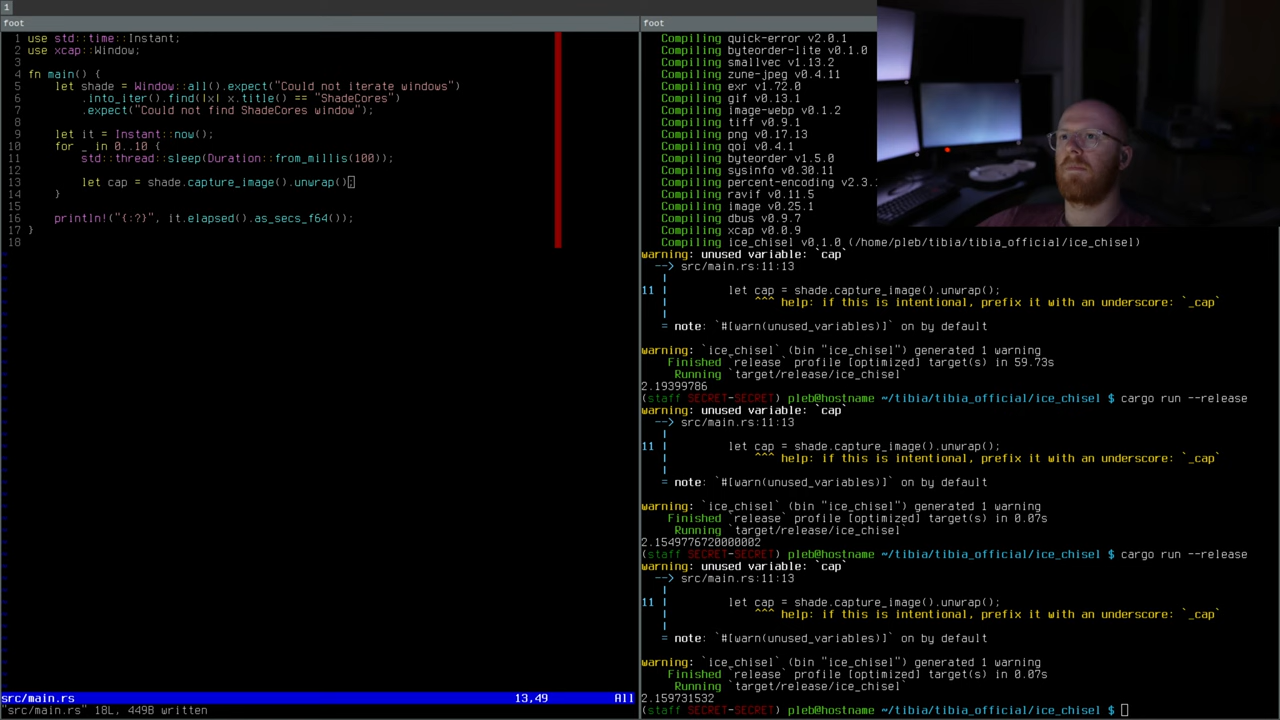 1
foot
1 use std::time::Instant;
2 use xcap::Window;
3
4 fn main() {
5     let shade = Window::all().expect("Could not iterate windows")
6         .into_iter().find(|x| x.title() == "ShadeCores")
7         .expect("Could not find ShadeCores window");
8
9     let it = Instant::now();
10     for _ in 0..10 {
11         std::thread::sleep(Duration::from_millis(100));
12
13         let cap = shade.capture_image().unwrap();
14     }
15
16     println!("{:?}", it.elapsed().as_secs_f64());
17 }
18
src/main.rs 13,49 All
"src/main.rs" 18L, 449B written
foot
Compiling quick-error v2.0.1
Compiling byteorder-lite v0.1.0
Compiling smallvec v1.13.2
Compiling zune-jpeg v0.4.11
Compiling exr v1.72.0
Compiling gif v0.13.1
Compiling image-webp v0.1.2
Compiling tiff v0.9.1
Compiling png v0.17.13
Compiling qoi v0.4.1
Compiling byteorder v1.5.0
Compiling sysinfo v0.30.11
Compiling percent-encoding v2.3.
Compiling ravif v0.11.5
Compiling image v0.25.1
Compiling dbus v0.9.7
Compiling xcap v0.0.9
Compiling ice_chisel v0.1.0 (/home/pleb/tibia/tibia_official/ice_chisel)
warning: unused variable: `cap`
--> src/main.rs:11:13
|
11 |         let cap = shade.capture_image().unwrap();
|             ^^^ help: if this is intentional, prefix it with an underscore: `_cap`
|
= note: `#[warn(unused_variables)]` on by default
warning: `ice_chisel` (bin "ice_chisel") generated 1 warning
Finished `release` profile [optimized] target(s) in 59.73s
Running `target/release/ice_chisel`
2.19399786
(staff SECRET-SECRET) pleb@hostname ~/tibia/tibia_official/ice_chisel $ cargo run --release
warning: unused variable: `cap`
--> src/main.rs:11:13
|
11 |         let cap = shade.capture_image().unwrap();
|             ^^^ help: if this is intentional, prefix it with an underscore: `_cap`
|
= note: `#[warn(unused_variables)]` on by default
warning: `ice_chisel` (bin "ice_chisel") generated 1 warning
Finished `release` profile [optimized] target(s) in 0.07s
Running `target/release/ice_chisel`
2.1549776720000002
(staff SECRET-SECRET) pleb@hostname ~/tibia/tibia_official/ice_chisel $ cargo run --release
warning: unused variable: `cap`
--> src/main.rs:11:13
|
11 |         let cap = shade.capture_image().unwrap();
|             ^^^ help: if this is intentional, prefix it with an underscore: `_cap`
|
= note: `#[warn(unused_variables)]` on by default
warning: `ice_chisel` (bin "ice_chisel") generated 1 warning
Finished `release` profile [optimized] target(s) in 0.07s
Running `target/release/ice_chisel`
2.159731532
(staff SECRET-SECRET) pleb@hostname ~/tibia/tibia_official/ice_chisel $